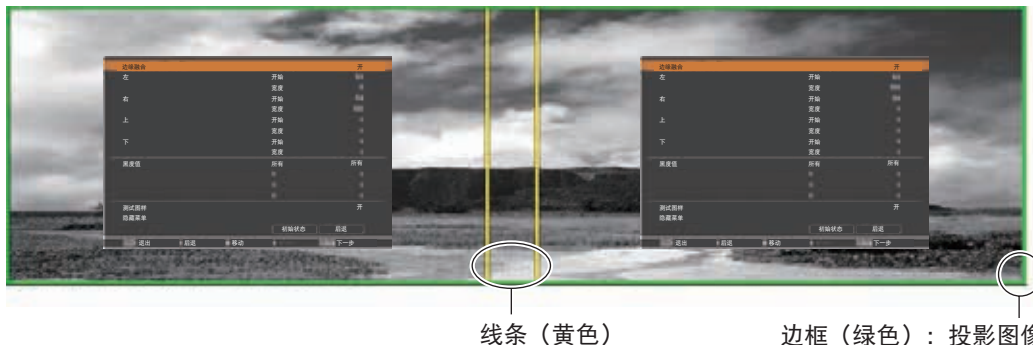 边缘融合 开
左 开始
宽度
右 开始
宽度
上 开始
宽度
下 开始
宽度
黑度值 所有 所有
测试图样 开
隐藏菜单
初始状态 后退
退出 后退 移动 下一步
边缘融合 开
左 开始
宽度
右 开始
宽度
上 开始
宽度
下 开始
宽度
黑度值 所有 所有
测试图样 开
隐藏菜单
初始状态 后退
退出 后退 移动 下一步
线条（黄色）
边框（绿色）：投影图像